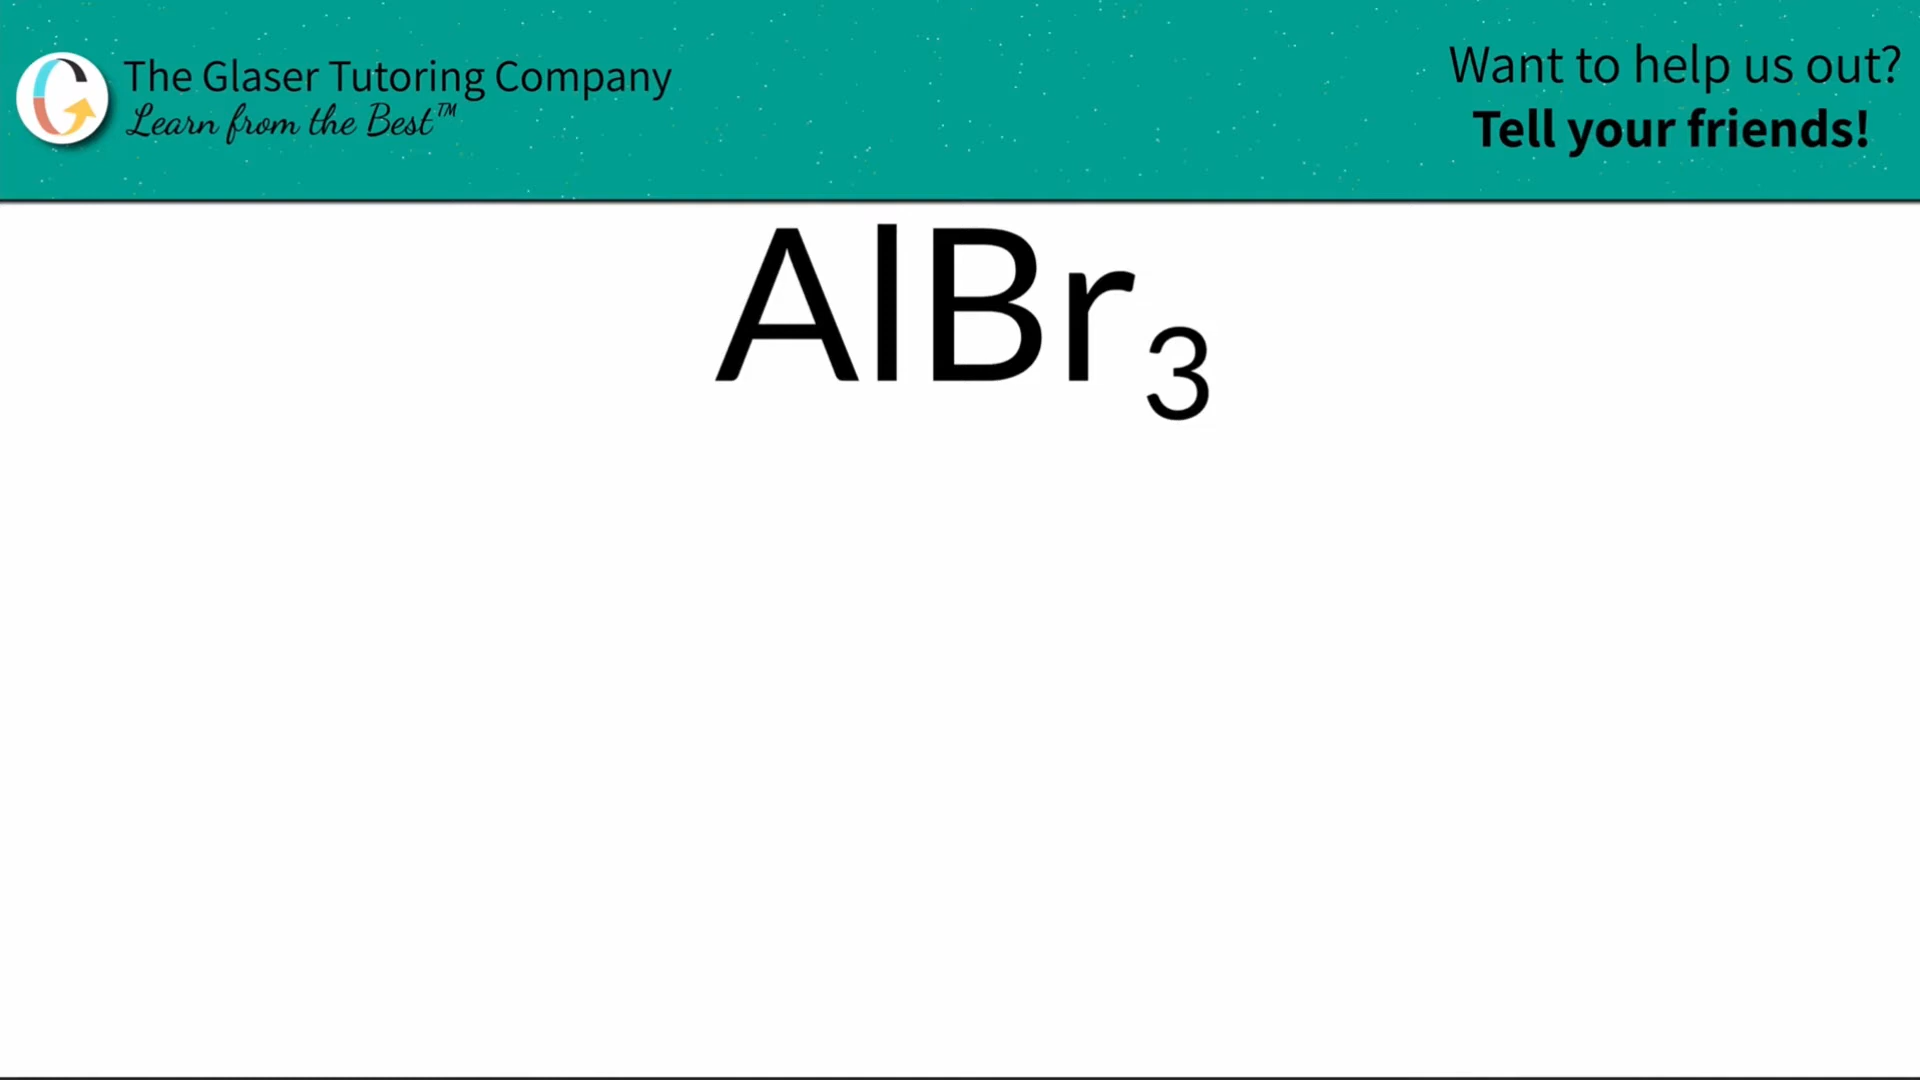 The Glaser Tutoring Company
Learn from the Best™
Want to help us out?
Tell your friends!
AlBr₃